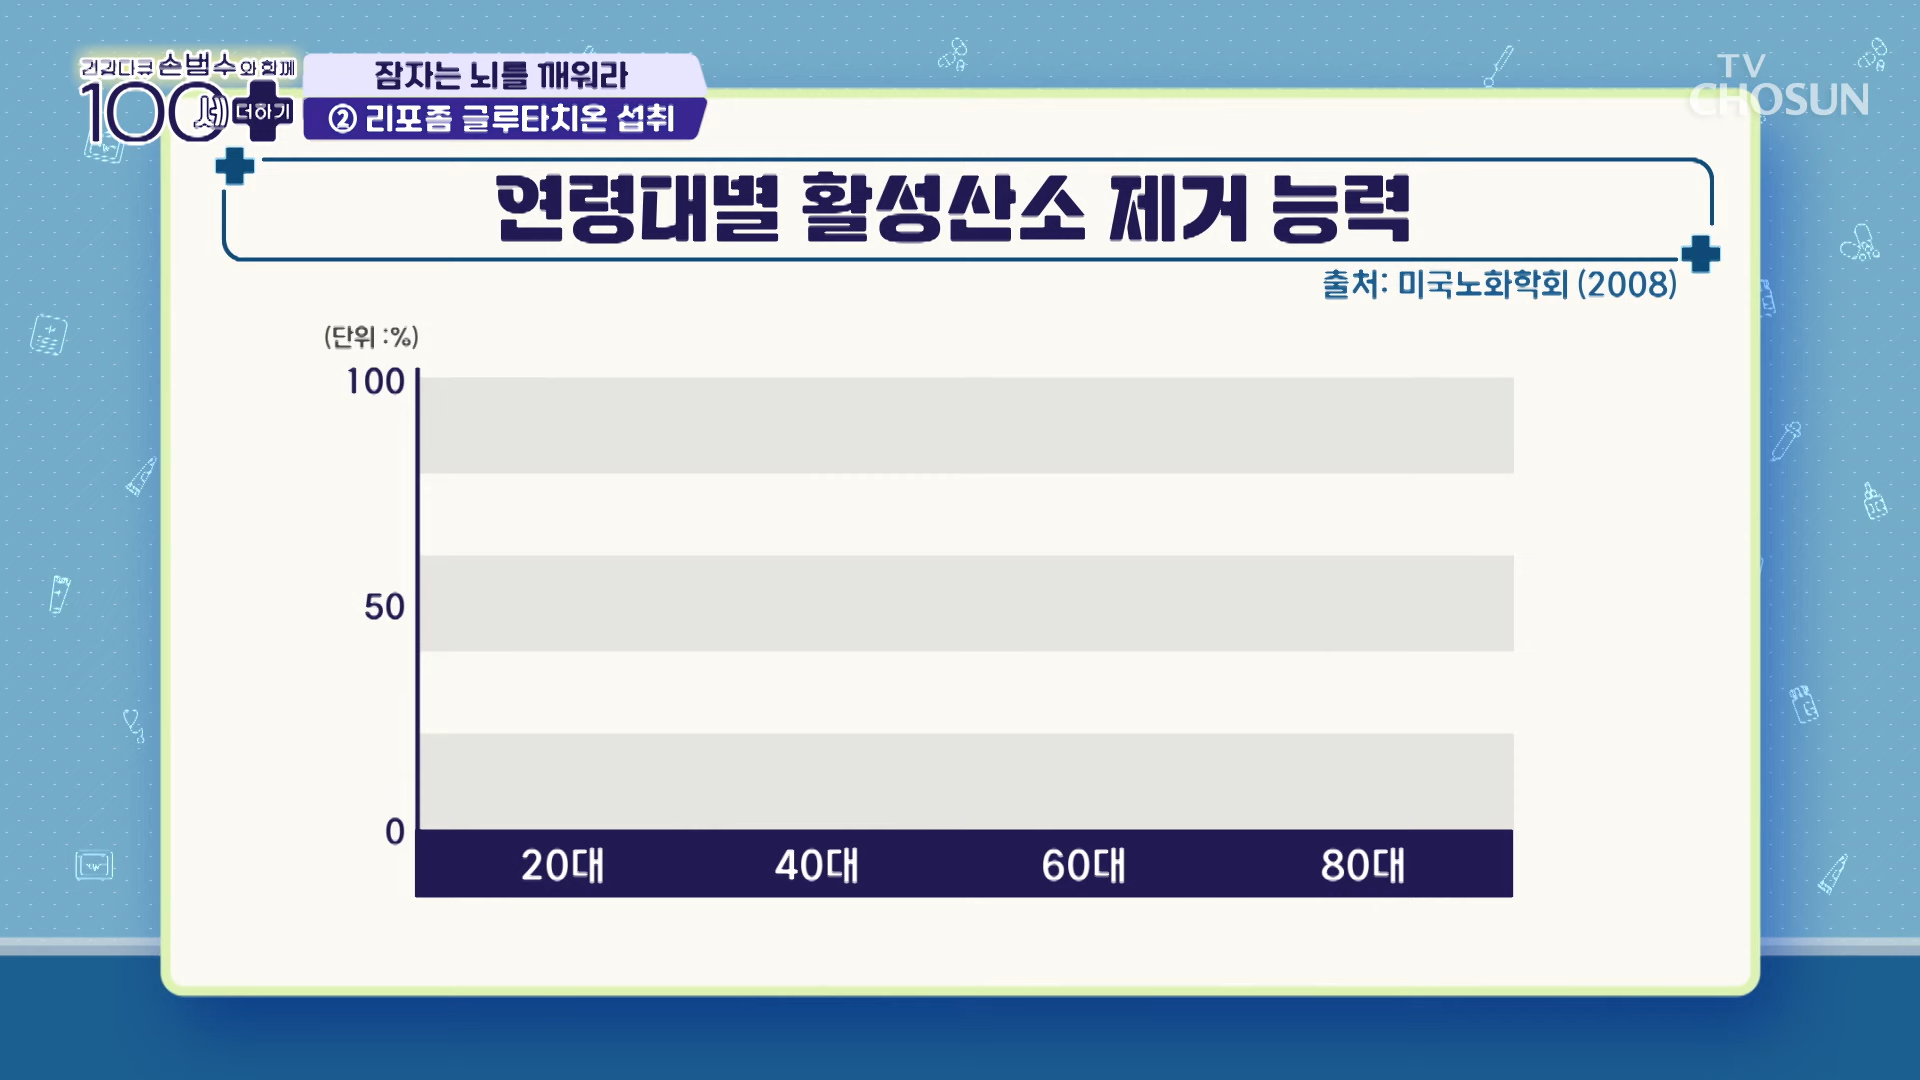 건강다큐 손범수와 함께
100세 더하기
잠자는 뇌를 깨워라
② 리포좀 글루타치온 섭취
TV
CHOSUN
연령대별 활성산소 제거 능력
출처: 미국노화학회 (2008)
(단위 :%)
100
50
0
20대 40대 60대 80대